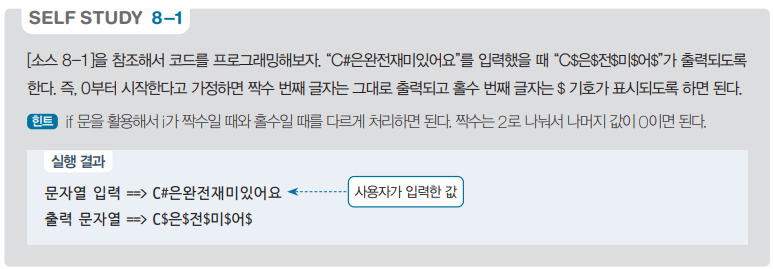 SELF STUDY 8-1
[소스 8-1]을 참조해서 코드를 프로그래밍해보자. “C#은완전재미있어요”를 입력했을 때 “C$은$전$미$어$”가 출력되도록
한다. 즉, 0부터 시작한다고 가정하면 짝수 번째 글자는 그대로 출력되고 홀수 번째 글자는 $ 기호가 표시되도록 하면 된다.
힌트 if 문을 활용해서 i가 짝수일 때와 홀수일 때를 다르게 처리하면 된다. 짝수는 2로 나눠서 나머지 값이 0이면 된다.
실행 결과
문자열 입력 ==> C#은완전재미있어요 사용자가 입력한 값
출력 문자열 ==> C$은$전$미$어$